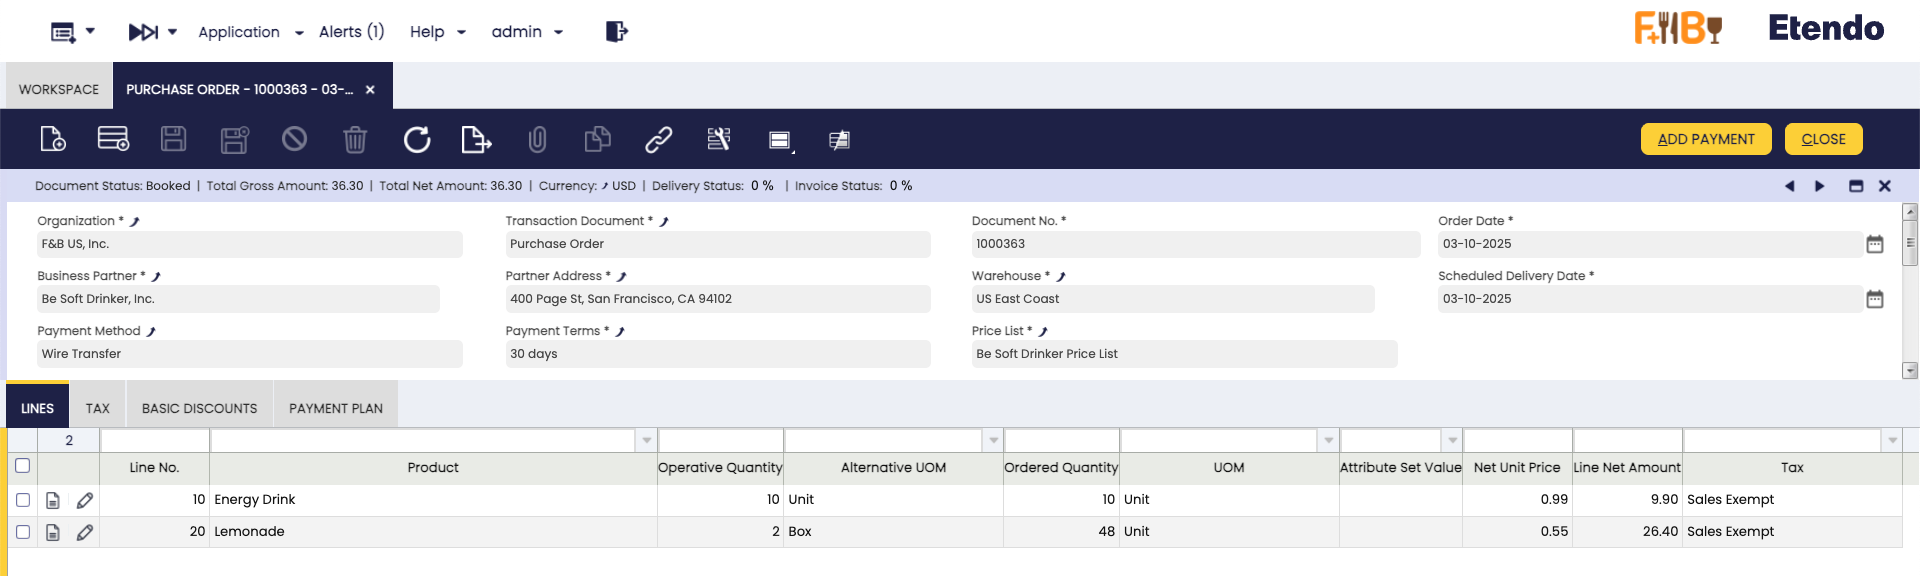 Application Alerts (1) Help admin F+B Etendo
WORKSPACE PURCHASE ORDER - 1000363 - 03-...
ADD PAYMENT CLOSE
Document Status: Booked | Total Gross Amount: 36.30 | Total Net Amount: 36.30 | Currency: USD | Delivery Status: 0 % | Invoice Status: 0 %
Organization * Transaction Document * Document No. * Order Date *
F&B US, Inc. Purchase Order 1000363 03-10-2025
Business Partner * Partner Address * Warehouse * Scheduled Delivery Date *
Be Soft Drinker, Inc. 400 Page St, San Francisco, CA 94102 US East Coast 03-10-2025
Payment Method Payment Terms * Price List *
Wire Transfer 30 days Be Soft Drinker Price List
LINES TAX BASIC DISCOUNTS PAYMENT PLAN
2
Line No. Product Operative Quantity Alternative UOM Ordered Quantity UOM Attribute Set Value Net Unit Price Line Net Amount Tax
10 Energy Drink 10 Unit 10 Unit 0.99 9.90 Sales Exempt
20 Lemonade 2 Box 48 Unit 0.55 26.40 Sales Exempt